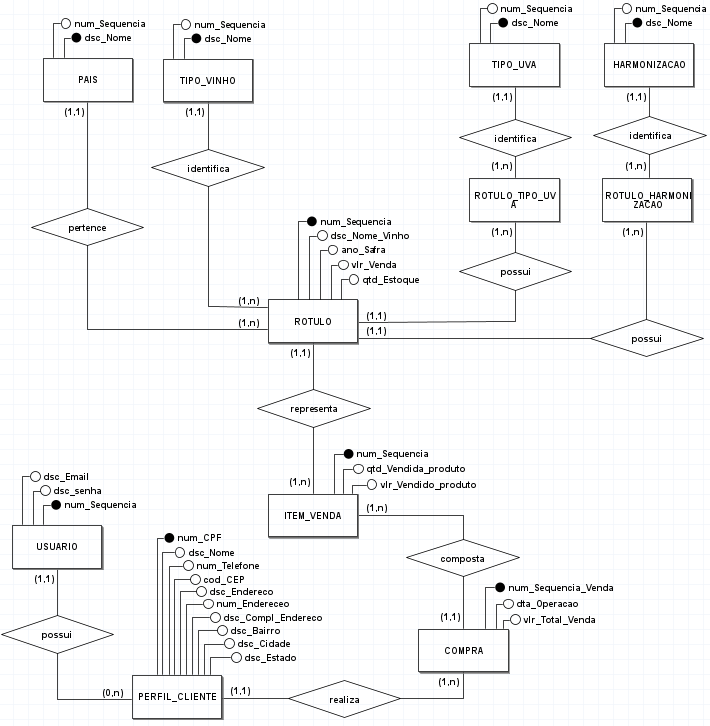 num_Sequencia
dsc_Nome
PAIS
(1,1)
num_Sequencia
dsc_Nome
TIPO_VINHO
(1,1)
num_Sequencia
dsc_Nome
TIPO_UVA
(1,1)
num_Sequencia
dsc_Nome
HARMONIZACAO
(1,1)
identifica
(1,n)
identifica
(1,n)
identifica
ROTULO_TIPO_UV
A
(1,n)
ROTULO_HARMONI
ZACAO
(1,n)
pertence
num_Sequencia
dsc_Nome_Vinho
ano_Safra
vlr_Venda
qtd_Estoque
possui
(1,n)
(1,n)
ROTULO
(1,1)
(1,1)
possui
(1,1)
representa
(1,n)
num_Sequencia
qtd_Vendida_produto
vlr_Vendido_produto
ITEM_VENDA
(1,n)
dsc_Email
dsc_senha
num_Sequencia
USUARIO
(1,1)
possui
(0,n)
num_CPF
dsc_Nome
num_Telefone
cod_CEP
dsc_Endereco
num_Endereceo
dsc_Compl_Endereco
dsc_Bairro
dsc_Cidade
dsc_Estado
PERFIL_CLIENTE
(1,1)
composta
(1,1)
num_Sequencia_Venda
dta_Operacao
vlr_Total_Venda
COMPRA
(1,n)
realiza